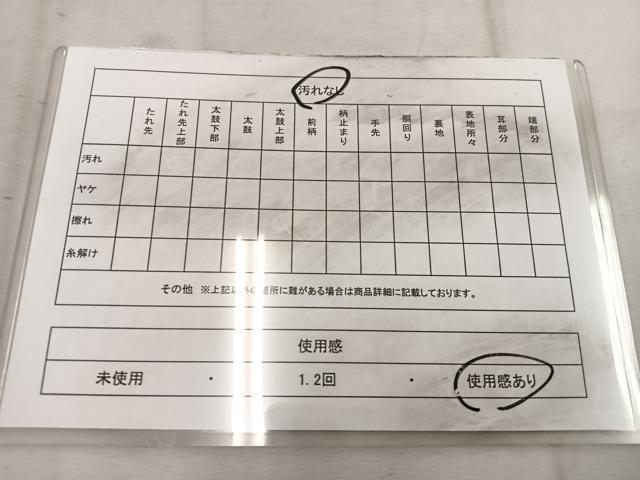 汚れなし
たれ先 たれ先上部 太鼓下部 太鼓 太鼓上部 前柄 柄止まり 手先 胴回り 裏地 表地所々 耳部分 端部分
汚れ
ヤケ
擦れ
糸解け
その他 ※上記以外の箇所に難がある場合は商品詳細に記載しております。
使用感
未使用 ・ 1.2回 ・ 使用感あり